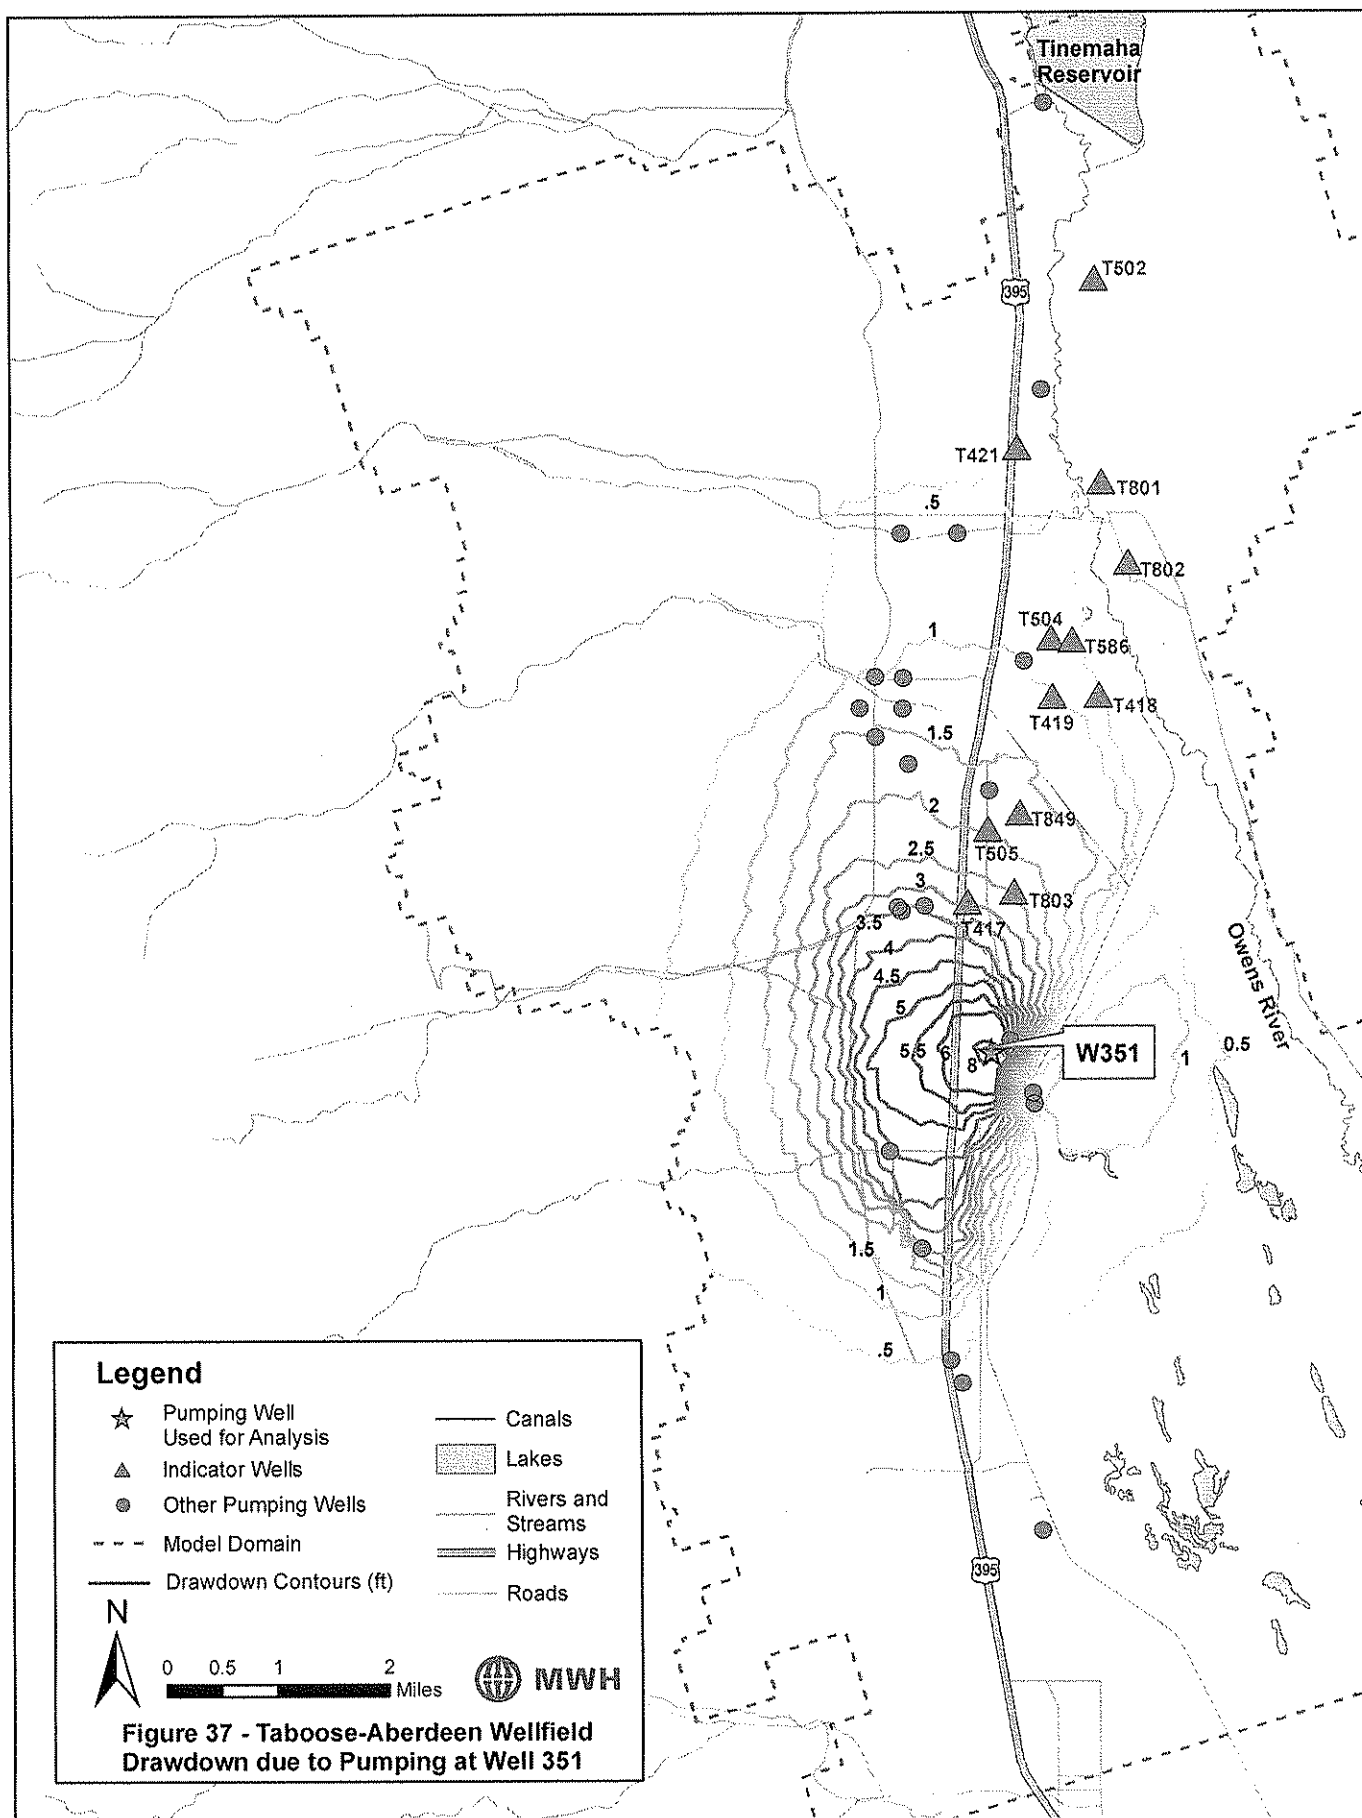 Tinemaha
Reservoir
T502
395
T421
T801
.5
T802
T504
1
T586
T419
T418
1.5
2
T849
T505
2.5
3
T803
3.5
T417
4
4.5
Owens River
5
5.5
6
8
W351
1
0.5
1.5
1
.5
Legend
Pumping Well
Used for Analysis
Indicator Wells
Other Pumping Wells
Model Domain
Drawdown Contours (ft)
Canals
Lakes
Rivers and
Streams
Highways
Roads
395
N
0 0.5 1 2
Miles
MWH
Figure 37 - Taboose-Aberdeen Wellfield
Drawdown due to Pumping at Well 351